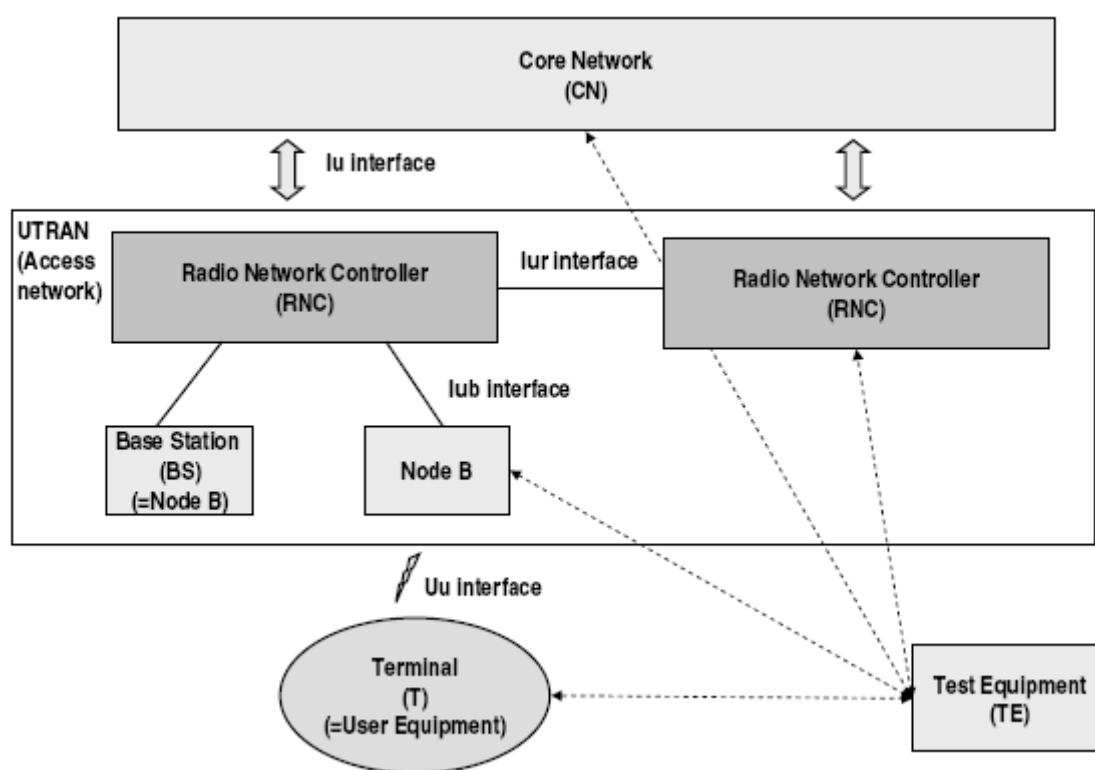 Core Network
(CN)
Iu interface
UTRAN
(Access
network)
Radio Network Controller
(RNC)
Iur interface
Radio Network Controller
(RNC)
Iub interface
Base Station
(BS)
(=Node B)
Node B
Uu interface
Terminal
(T)
(=User Equipment)
Test Equipment
(TE)